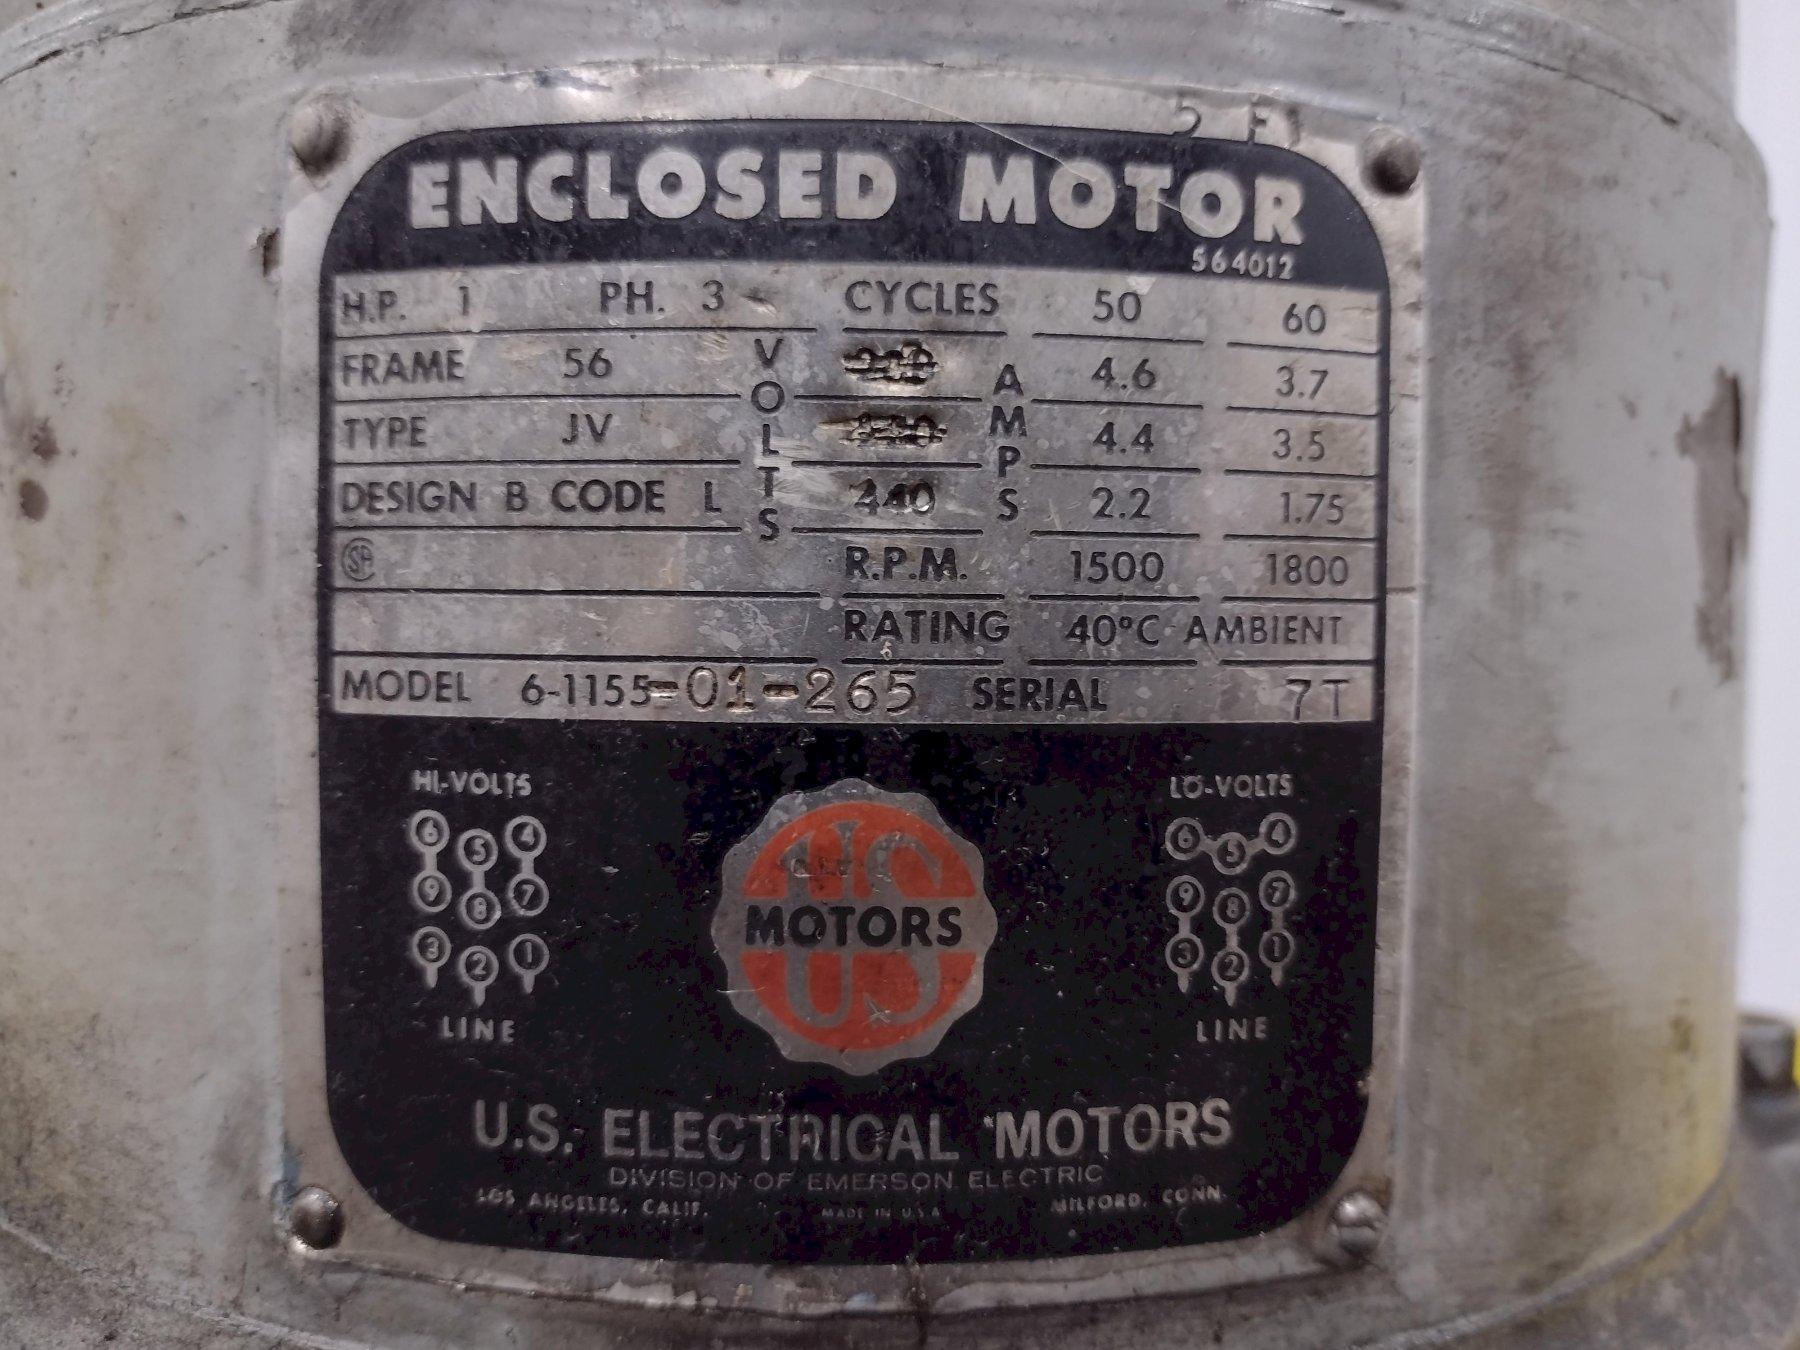 ENCLOSED MOTOR
564012
H.P. 1 PH. 3 CYCLES 50 60
FRAME 56 4.6 3.7
TYPE JV 4.4 3.5
DESIGN B CODE L VOLTS 440 AMPS 2.2 1.75
SA R.P.M. 1500 1800
RATING 40°C AMBIENT
MODEL 6-1155-01-265 SERIAL 7T
HI-VOLTS LO-VOLTS
6 5 4 6 5 4
9 8 7 9 8 7
3 2 1 3 2 1
LINE LINE
US
MOTORS
U.S. ELECTRICAL MOTORS
DIVISION OF EMERSON ELECTRIC
LOS ANGELES, CALIF. MADE IN U.S.A. MILFORD, CONN.